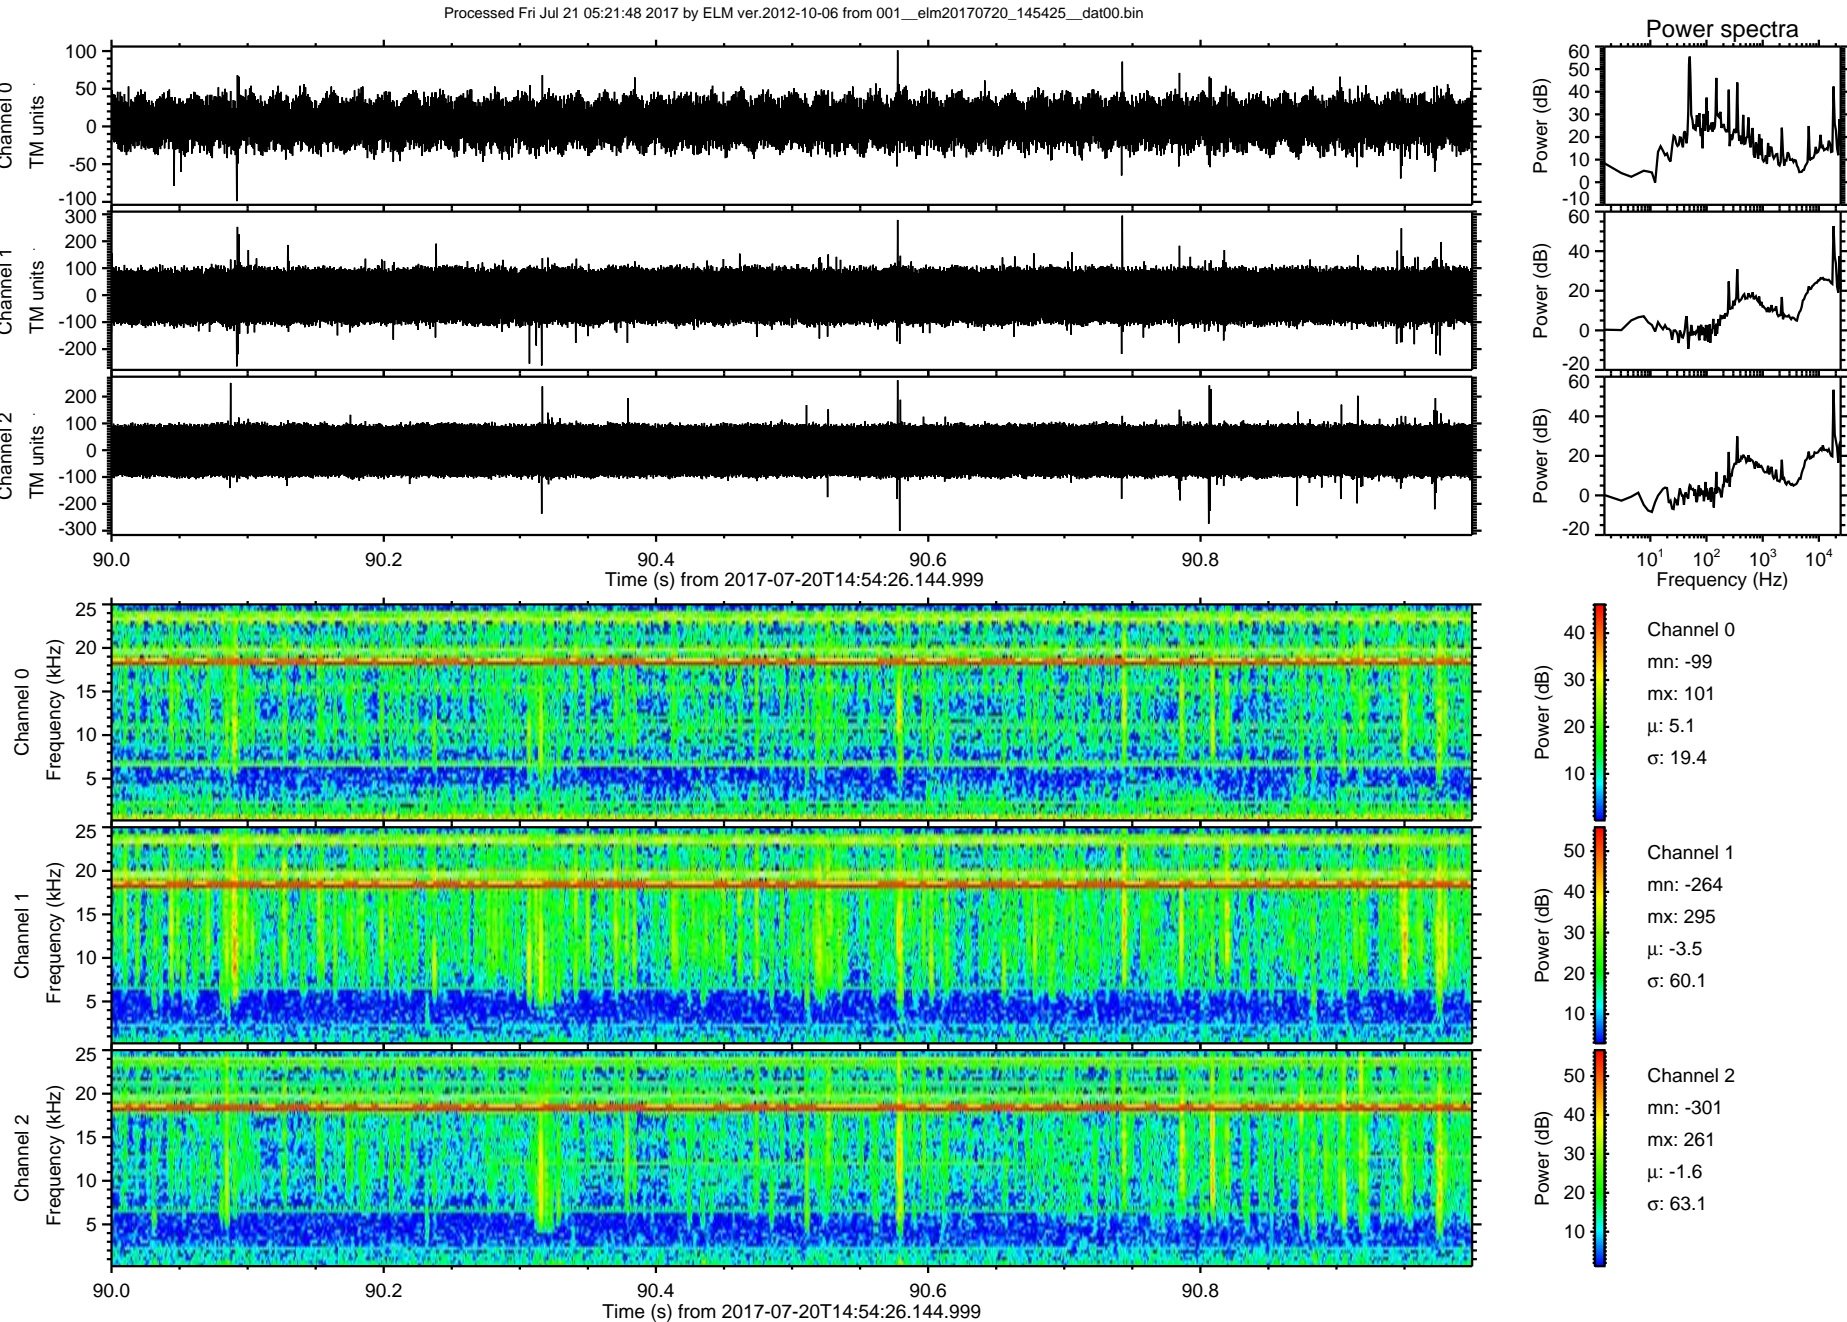 Processed Fri Jul 21 05:21:48 2017 by ELM ver.2012-10-06 from 001__elm20170720_145425__dat00.bin
Power spectra
Channel 0
TM units
100
50
0
-50
-100
Power (dB)
60
50
40
30
20
10
0
-10
Channel 1
TM units
300
200
100
0
-100
-200
Power (dB)
60
40
20
0
-20
Channel 2
TM units
200
100
0
-100
-200
-300
Power (dB)
60
40
20
0
-20
90.0 90.2 90.4 90.6 90.8
Time (s) from 2017-07-20T14:54:26.144.999
10¹ 10² 10³ 10⁴
Frequency (Hz)
Channel 0
Frequency (kHz)
25
20
15
10
5
Power (dB)
40
30
20
10
Channel 0
mn: -99
mx: 101
μ: 5.1
σ: 19.4
Channel 1
Frequency (kHz)
25
20
15
10
5
Power (dB)
50
40
30
20
10
Channel 1
mn: -264
mx: 295
μ: -3.5
σ: 60.1
Channel 2
Frequency (kHz)
25
20
15
10
5
Power (dB)
50
40
30
20
10
Channel 2
mn: -301
mx: 261
μ: -1.6
σ: 63.1
90.0 90.2 90.4 90.6 90.8
Time (s) from 2017-07-20T14:54:26.144.999